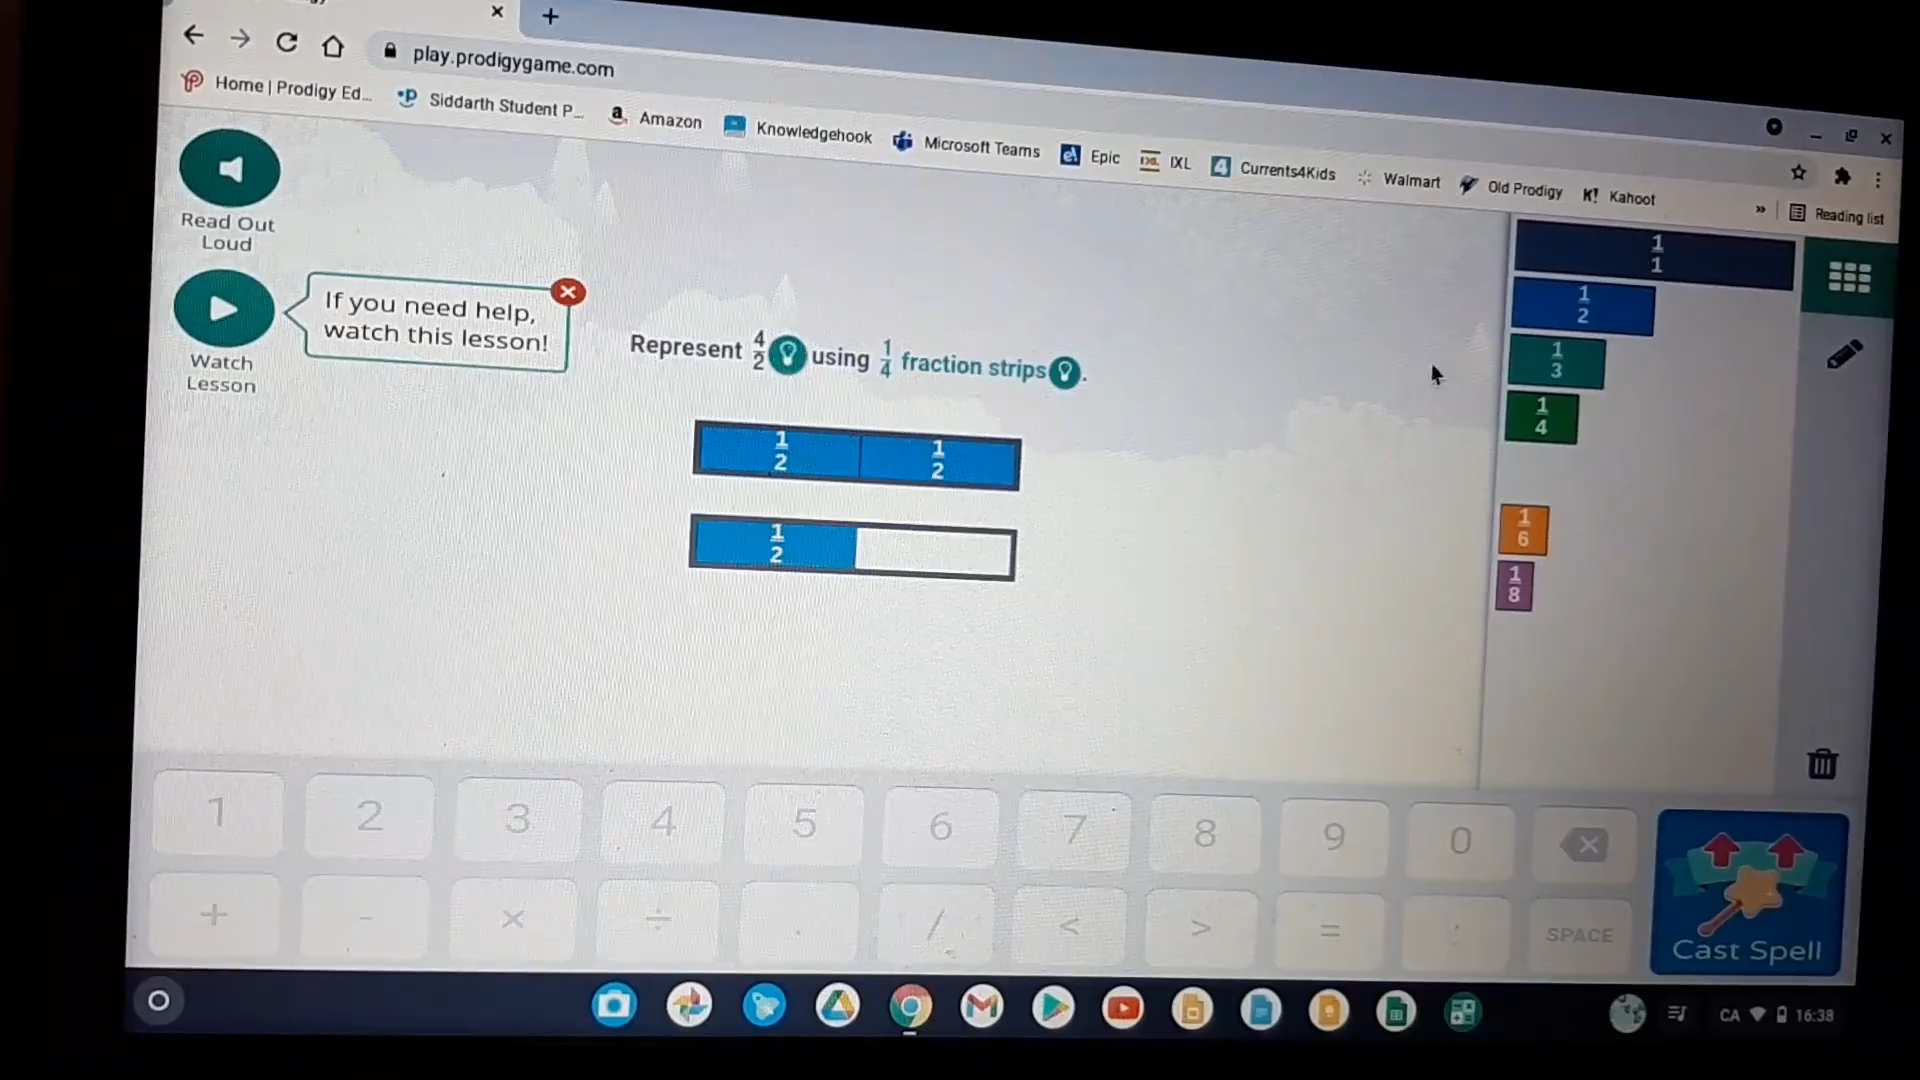 play.prodigygame.com
Home | Prodigy Ed... Siddarth Student P... Amazon Knowledgehook Microsoft Teams Epic IXL Currents4Kids Walmart Old Prodigy K! Kahoot » Reading list
Read Out
Loud
If you need help,
watch this lesson!
Watch
Lesson
Represent 4/2 using 1/4 fraction strips.
1/2 1/2
1/2
1/1
1/2
1/3
1/4
1/6
1/8
1 2 3 4 5 6 7 8 9 0
+ - × ÷ . / < > = : SPACE
Cast Spell
CA 16:38